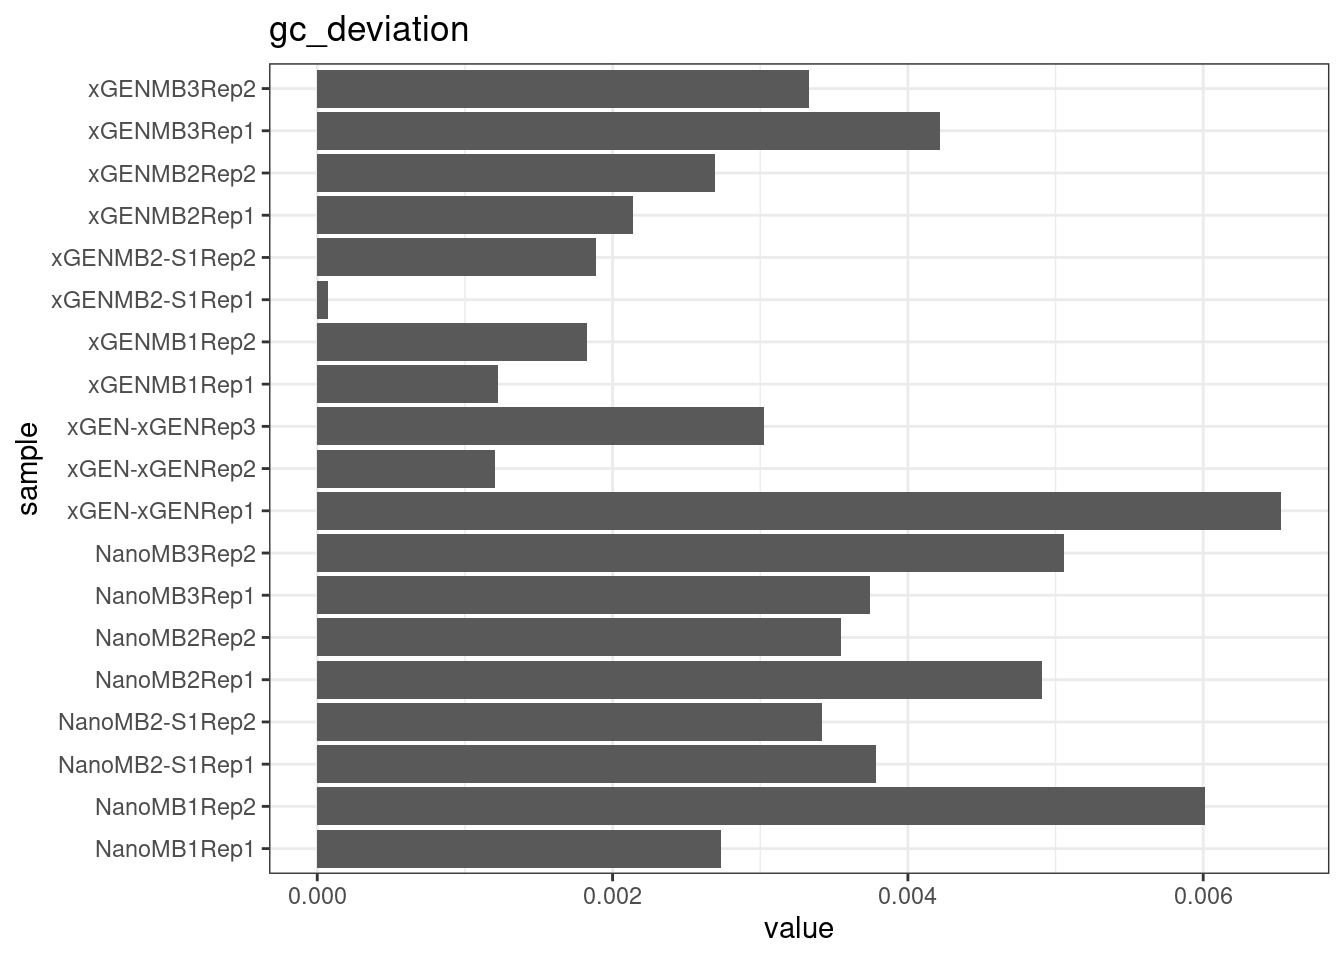 gc_deviation
xGENMB3Rep2
xGENMB3Rep1
xGENMB2Rep2
xGENMB2Rep1
xGENMB2-S1Rep2
xGENMB2-S1Rep1
xGENMB1Rep2
xGENMB1Rep1
xGEN-xGENRep3
xGEN-xGENRep2
xGEN-xGENRep1
NanoMB3Rep2
NanoMB3Rep1
NanoMB2Rep2
NanoMB2Rep1
NanoMB2-S1Rep2
NanoMB2-S1Rep1
NanoMB1Rep2
NanoMB1Rep1
sample
0.000 0.002 0.004 0.006
value